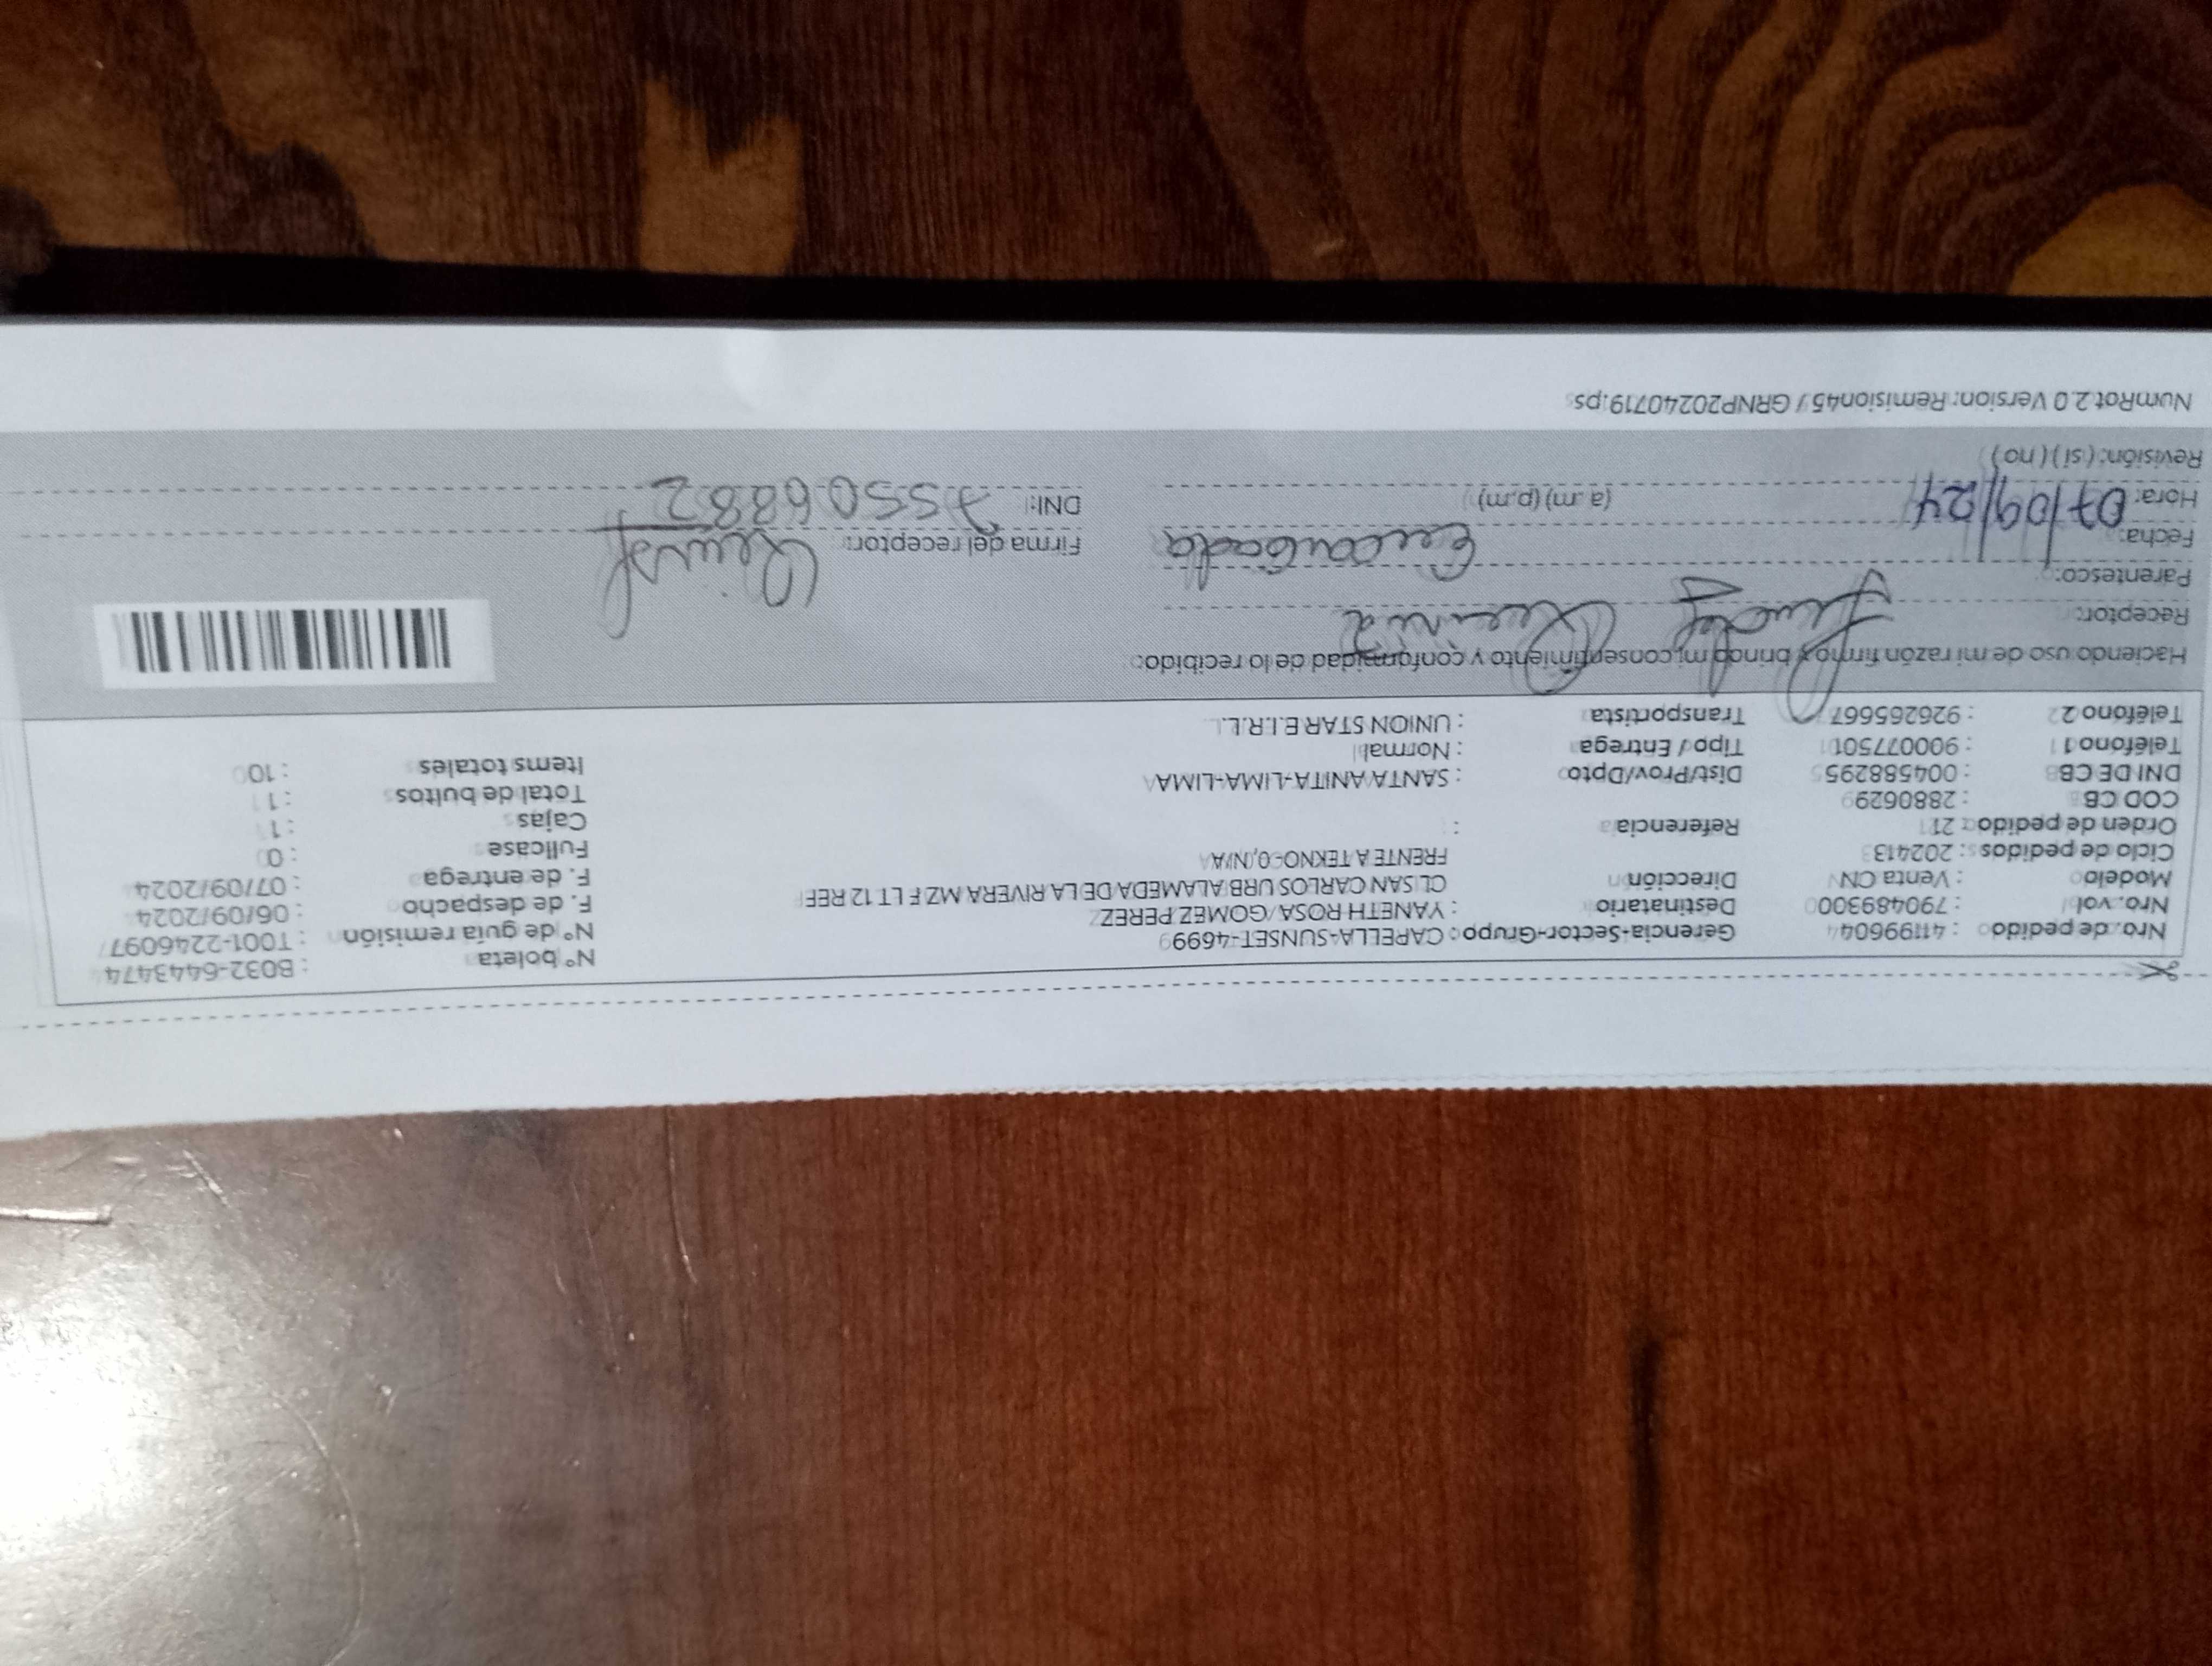 Nro. de pedido : 41199604 Gerencia-Sector-Grupo : CAPELLA-SUNSET-4699 N° boleta : B032-6443474
Nro. vol : 790489300 Destinatario : YANETH ROSA GOMEZ PEREZ N° de guía remisión : T001-2246097
Modelo : Venta CN Dirección CL SAN CARLOS URB ALAMEDA DE LA RIVERA MZ F LT 12 REF F. de despacho : 06/09/2024
Ciclo de pedidos : 202413 FRENTE A TEKNO-0,N/A F. de entrega : 07/09/2024
Orden de pedido : 21 Referencia : Fullcase : 0
COD CB : 2880629 Cajas : 1
DNI DE CB : 004588295 Dist/Prov/Dpto : SANTA ANITA-LIMA-LIMA Total de bultos : 1
Teléfono 1 : 900077501 Tipo / Entrega : Normal Items totales : 10
Teléfono 2 : 926265667 Transportista : UNION STAR E.I.R.L.
Haciendo uso de mi razón firmo y brindo mi consentimiento y conformidad de lo recibido.
Receptor:
Parentesco: Encargada
Fecha: 07/09/24 Firma del receptor:
Hora: (a.m) (p.m) DNI: 75506882
Revisión: (si) (no)
NumRot 2.0 Version: Remision45 / GRNP20240719.ps